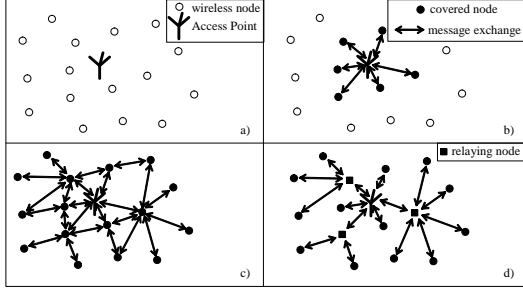 wireless node
Access Point
a)
covered node
message exchange
b)
c)
relaying node
d)